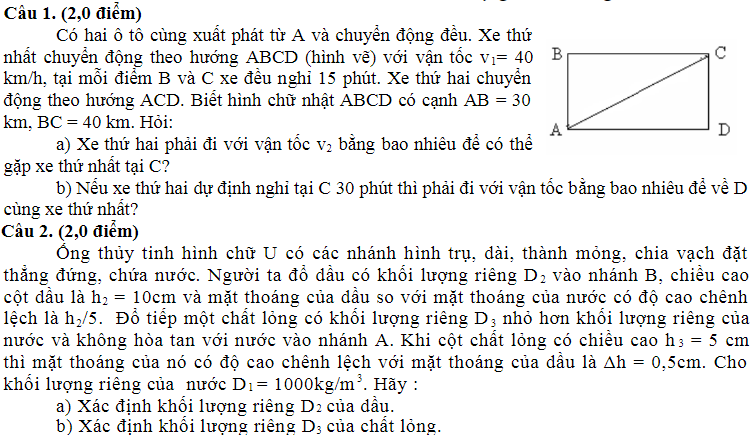 Câu 1. (2,0 điểm)
Có hai ô tô cùng xuất phát từ A và chuyển động đều. Xe thứ
nhất chuyển động theo hướng ABCD (hình vẽ) với vận tốc v₁= 40
km/h, tại mỗi điểm B và C xe đều nghỉ 15 phút. Xe thứ hai chuyển
động theo hướng ACD. Biết hình chữ nhật ABCD có cạnh AB = 30
km, BC = 40 km. Hỏi:
a) Xe thứ hai phải đi với vận tốc v₂ bằng bao nhiêu để có thể
gặp xe thứ nhất tại C?
b) Nếu xe thứ hai dự định nghỉ tại C 30 phút thì phải đi với vận tốc bằng bao nhiêu để về D
cùng xe thứ nhất?
B
C
A
D
Câu 2. (2,0 điểm)
Ống thủy tinh hình chữ U có các nhánh hình trụ, dài, thành mỏng, chia vạch đặt
thẳng đứng, chứa nước. Người ta đổ dầu có khối lượng riêng D₂ vào nhánh B, chiều cao
cột dầu là h₂ = 10cm và mặt thoáng của dầu so với mặt thoáng của nước có độ cao chênh
lệch là h₂/5. Đổ tiếp một chất lỏng có khối lượng riêng D₃ nhỏ hơn khối lượng riêng của
nước và không hòa tan với nước vào nhánh A. Khi cột chất lỏng có chiều cao h₃ = 5 cm
thì mặt thoáng của nó có độ cao chênh lệch với mặt thoáng của dầu là Δh = 0,5cm. Cho
khối lượng riêng của nước D₁= 1000kg/m³. Hãy :
a) Xác định khối lượng riêng D₂ của dầu.
b) Xác định khối lượng riêng D₃ của chất lỏng.